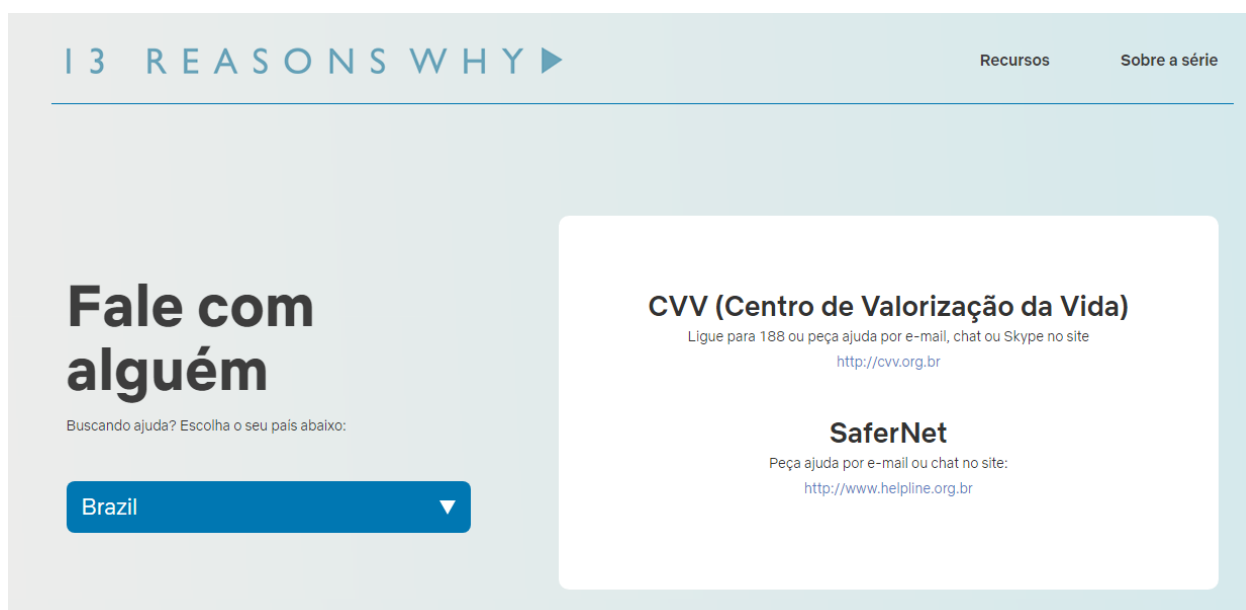 13 REASONS WHY
Recursos
Sobre a série
Fale com
alguém
Buscando ajuda? Escolha o seu país abaixo:
Brazil
CVV (Centro de Valorização da Vida)
Ligue para 188 ou peça ajuda por e-mail, chat ou Skype no site
http://cvv.org.br
SaferNet
Peça ajuda por e-mail ou chat no site:
http://www.helpline.org.br